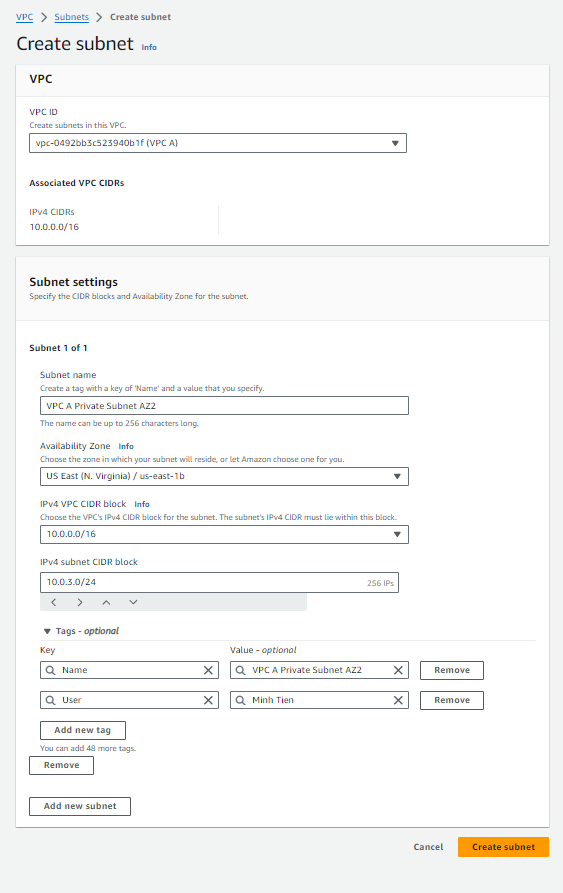 VPC > Subnets > Create subnet
Create subnet Info
VPC
VPC ID
Create subnets in this VPC.
vpc-0492bb3c523940b1f (VPC A)
Associated VPC CIDRs
IPv4 CIDRs
10.0.0.0/16
Subnet settings
Specify the CIDR blocks and Availability Zone for the subnet.
Subnet 1 of 1
Subnet name
Create a tag with a key of 'Name' and a value that you specify.
VPC A Private Subnet AZ2
The name can be up to 256 characters long.
Availability Zone Info
Choose the zone in which your subnet will reside, or let Amazon choose one for you.
US East (N. Virginia) / us-east-1b
IPv4 VPC CIDR block Info
Choose the VPC's IPv4 CIDR block for the subnet. The subnet's IPv4 CIDR must lie within this block.
10.0.0.0/16
IPv4 subnet CIDR block
10.0.3.0/24 256 IPs
Tags - optional
Key Value - optional
Name VPC A Private Subnet AZ2 Remove
User Minh Tien Remove
Add new tag
You can add 48 more tags.
Remove
Add new subnet
Cancel Create subnet